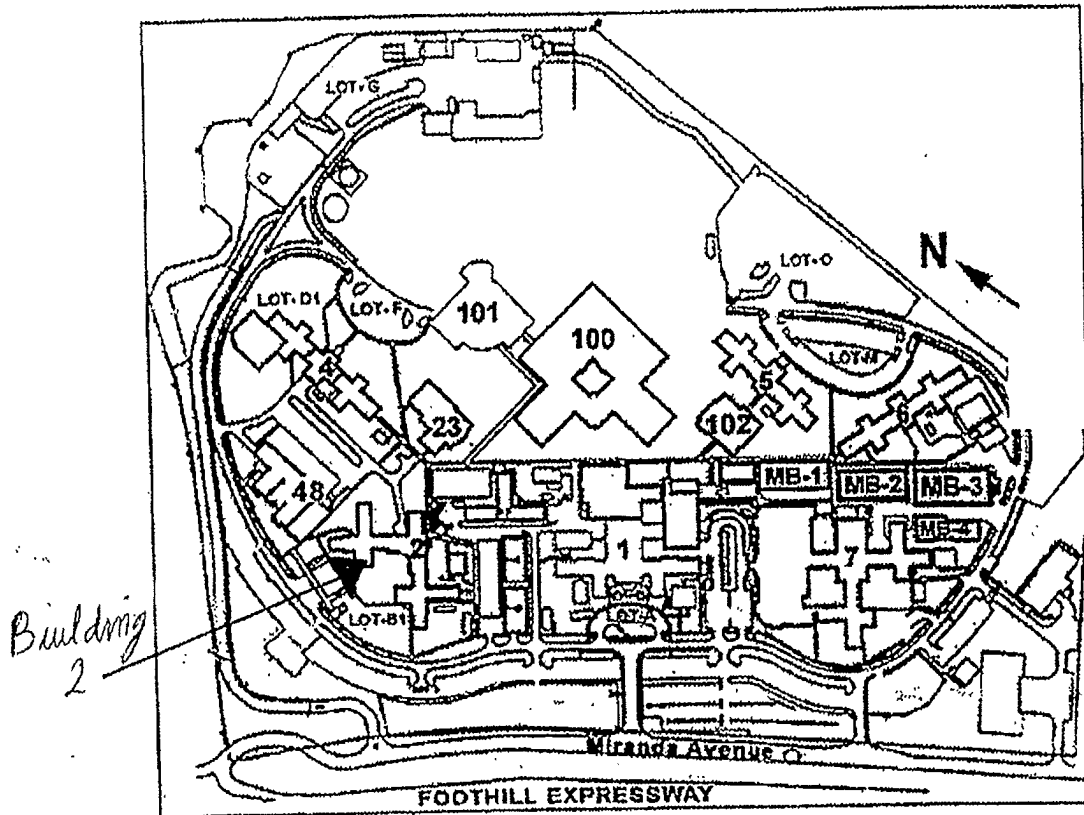 LOT-G
N
LOT-O
LOT-D1
LOT-F
101
100
LOT-M
4
5
6
23
102
48
MB-1
MB-2
MB-3
MB-4
2
1
7
LOT-B1
Building
2
Miranda Avenue
FOOTHILL EXPRESSWAY